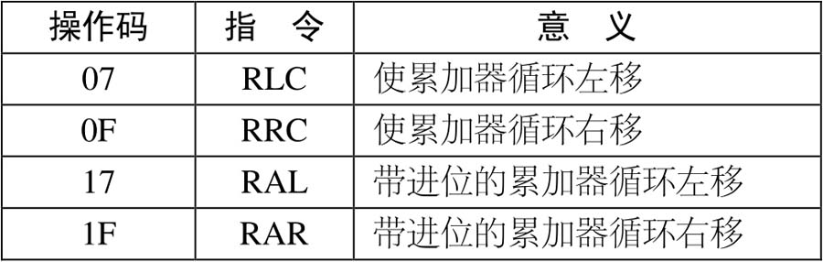 操作码 指 令 意 义
07 RLC 使累加器循环左移
0F RRC 使累加器循环右移
17 RAL 带进位的累加器循环左移
1F RAR 带进位的累加器循环右移